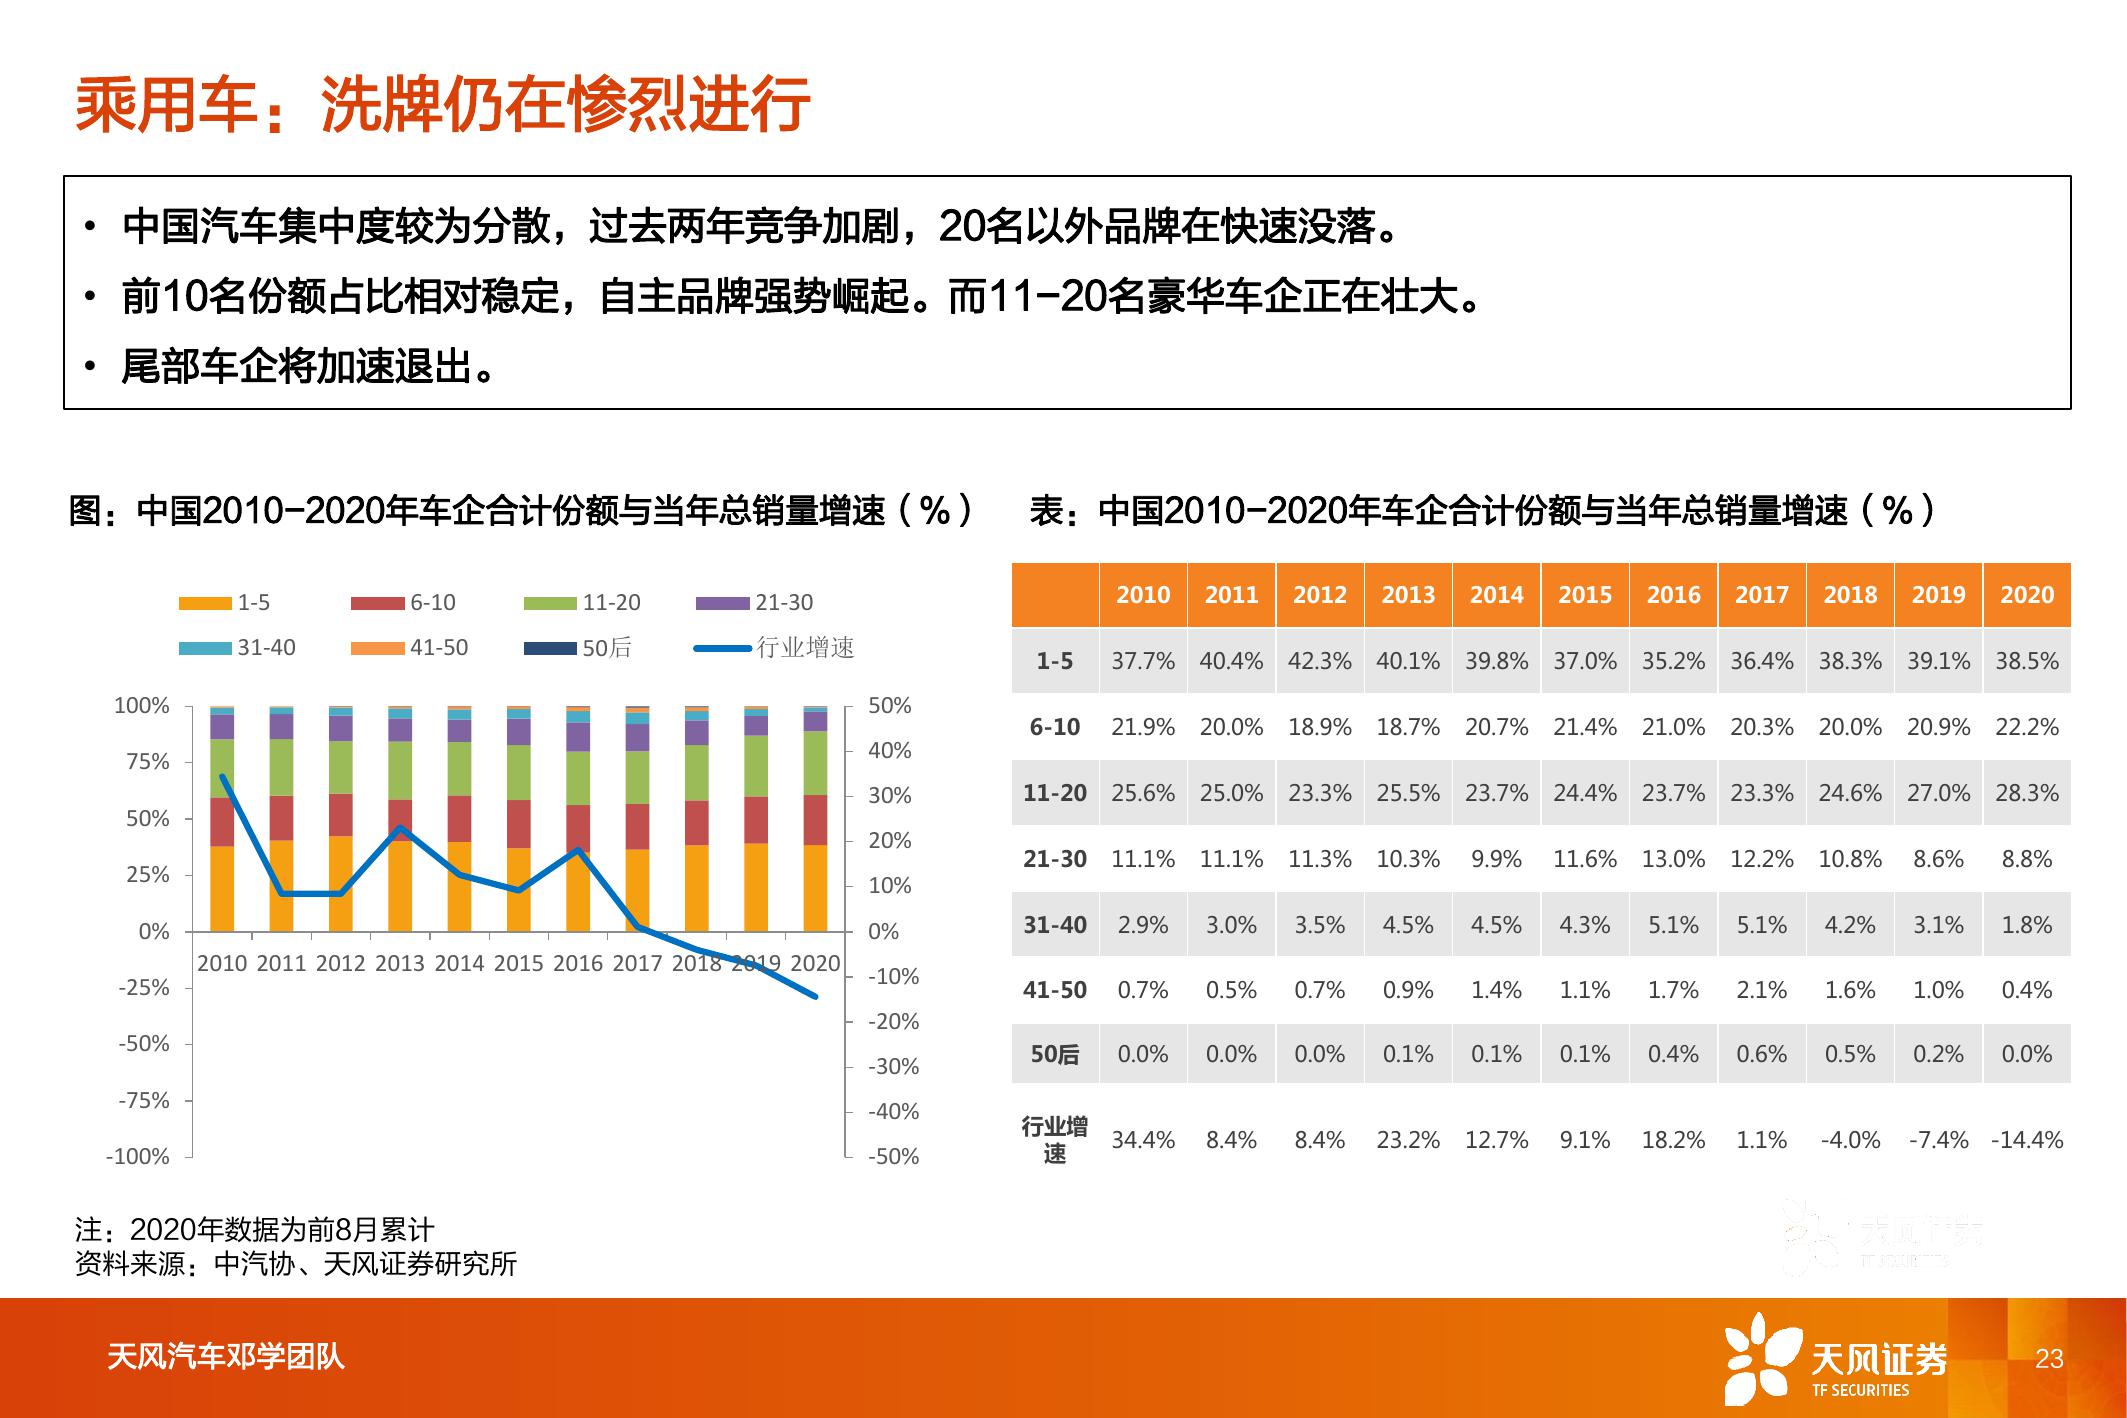 乘用车：洗牌仍在惨烈进行
• 中国汽车集中度较为分散，过去两年竞争加剧，20名以外品牌在快速没落。
• 前10名份额占比相对稳定，自主品牌强势崛起。而11-20名豪华车企正在壮大。
• 尾部车企将加速退出。
图：中国2010-2020年车企合计份额与当年总销量增速（%）
1-5 6-10 11-20 21-30
31-40 41-50 50后 行业增速
100% 50%
40%
75%
30%
50%
20%
25%
10%
0% 0%
2010 2011 2012 2013 2014 2015 2016 2017 2018 2019 2020
-10%
-25%
-20%
-50%
-30%
-75%
-40%
-100% -50%
表：中国2010-2020年车企合计份额与当年总销量增速（%）
2010 2011 2012 2013 2014 2015 2016 2017 2018 2019 2020
1-5 37.7% 40.4% 42.3% 40.1% 39.8% 37.0% 35.2% 36.4% 38.3% 39.1% 38.5%
6-10 21.9% 20.0% 18.9% 18.7% 20.7% 21.4% 21.0% 20.3% 20.0% 20.9% 22.2%
11-20 25.6% 25.0% 23.3% 25.5% 23.7% 24.4% 23.7% 23.3% 24.6% 27.0% 28.3%
21-30 11.1% 11.1% 11.3% 10.3% 9.9% 11.6% 13.0% 12.2% 10.8% 8.6% 8.8%
31-40 2.9% 3.0% 3.5% 4.5% 4.5% 4.3% 5.1% 5.1% 4.2% 3.1% 1.8%
41-50 0.7% 0.5% 0.7% 0.9% 1.4% 1.1% 1.7% 2.1% 1.6% 1.0% 0.4%
50后 0.0% 0.0% 0.0% 0.1% 0.1% 0.1% 0.4% 0.6% 0.5% 0.2% 0.0%
行业增
速 34.4% 8.4% 8.4% 23.2% 12.7% 9.1% 18.2% 1.1% -4.0% -7.4% -14.4%
注：2020年数据为前8月累计
资料来源：中汽协、天风证券研究所
天风证券
TF SECURITIES
天风汽车邓学团队
天风证券
TF SECURITIES
23